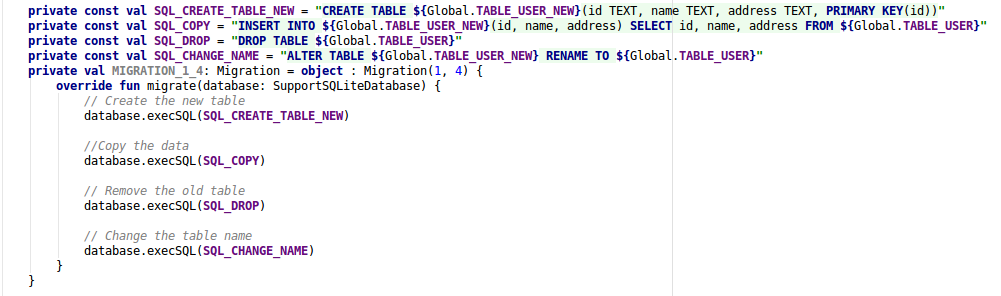 private const val SQL_CREATE_TABLE_NEW = "CREATE TABLE ${Global.TABLE_USER_NEW}(id TEXT, name TEXT, address TEXT, PRIMARY KEY(id))"
private const val SQL_COPY = "INSERT INTO ${Global.TABLE_USER_NEW}(id, name, address) SELECT id, name, address FROM ${Global.TABLE_USER}"
private const val SQL_DROP = "DROP TABLE ${Global.TABLE_USER}"
private const val SQL_CHANGE_NAME = "ALTER TABLE ${Global.TABLE_USER_NEW} RENAME TO ${Global.TABLE_USER}"
private val MIGRATION_1_4: Migration = object : Migration(1, 4) {
    override fun migrate(database: SupportSQLiteDatabase) {
        // Create the new table
        database.execSQL(SQL_CREATE_TABLE_NEW)

        //Copy the data
        database.execSQL(SQL_COPY)

        // Remove the old table
        database.execSQL(SQL_DROP)

        // Change the table name
        database.execSQL(SQL_CHANGE_NAME)
    }
}